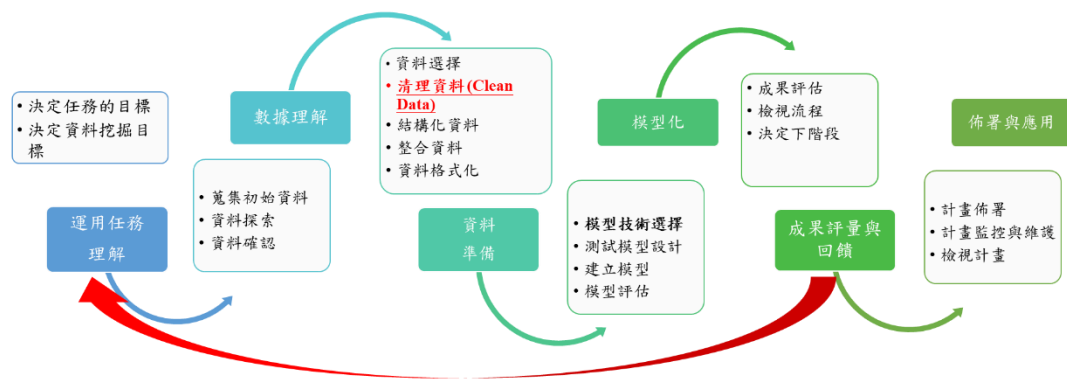 • 決定任務的目標
• 決定資料挖掘目
標
運用任務
理解
數據理解
• 蒐集初始資料
• 資料探索
• 資料確認
• 資料選擇
• 清理資料(Clean
Data)
• 結構化資料
• 整合資料
• 資料格式化
資料
準備
模型化
• 模型技術選擇
• 測試模型設計
• 建立模型
• 模型評估
• 成果評估
• 檢視流程
• 決定下階段
成果評量與
回饋
佈署與應用
• 計畫佈署
• 計畫監控與維護
• 檢視計畫